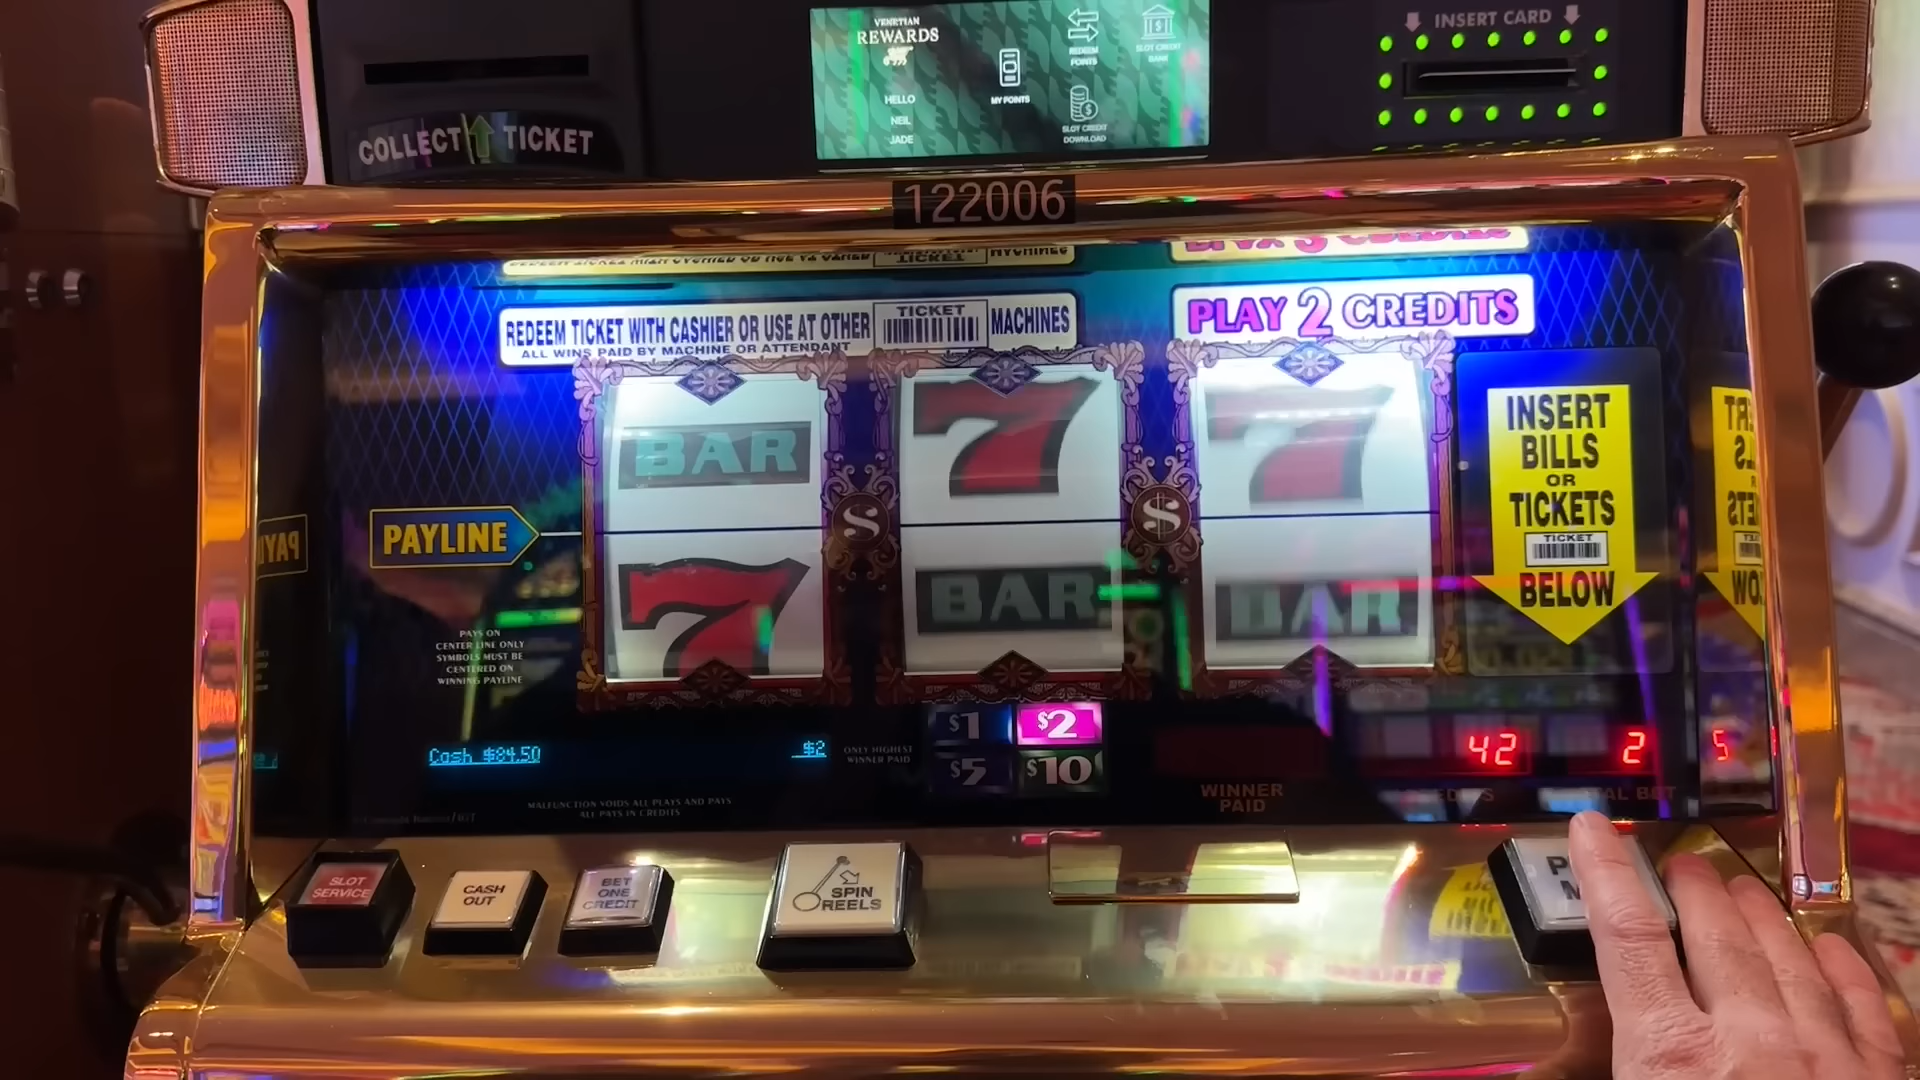 VENETIAN
REWARDS
HELLO
NEIL
JADE
MY POINTS
REDEEM
POINTS
SLOT CREDIT
BANK
SLOT CREDIT
DOWNLOAD
INSERT CARD
COLLECT TICKET
122006
REDEEM TICKET WITH CASHIER OR USE AT OTHER
TICKET
MACHINES
ALL WINS PAID BY MACHINE OR ATTENDANT
PLAY 2 CREDITS
BAR
7
7
INSERT
BILLS
OR
TICKETS
TICKET
BELOW
PAYLINE
$
$
7
BAR
BAR
PAYS ON
CENTER LINE ONLY
SYMBOLS MUST BE
CENTERED ON
WINNING PAYLINE
Cash $84.50
$2
ONLY HIGHEST
WINNER PAID
$1
$2
$5
$10
42
2
WINNER
PAID
MALFUNCTION VOIDS ALL PLAYS AND PAYS
ALL PAYS IN CREDITS
SLOT
SERVICE
CASH
OUT
BET
ONE
CREDIT
SPIN
REELS